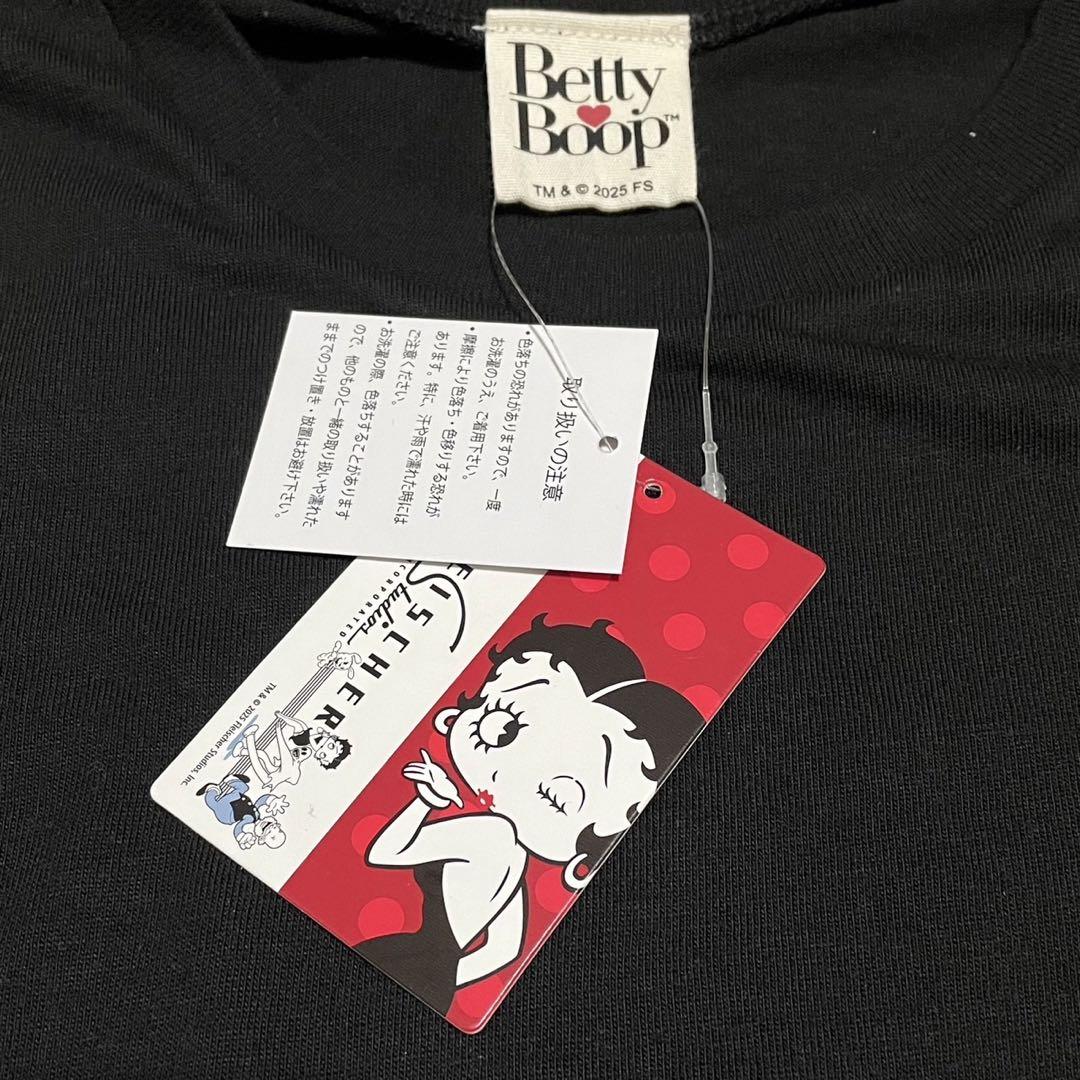 Betty
Boop™
TM & © 2025 FS
取り扱いの注意
・色落ちの恐れがありますので、一度
お洗濯のうえ、ご着用下さい。
・摩擦により色落ち・色移りする恐れが
あります。特に、汗や雨で濡れた時には
ご注意ください。
・お洗濯の際、色落ちすることがあります
ので、他のものと一緒の取り扱いや濡れた
ままでのつけ置き・放置はお避け下さい。
EISCHER
Studios
CORPORATED
TM & © 2025 Fleischer Studios, Inc.